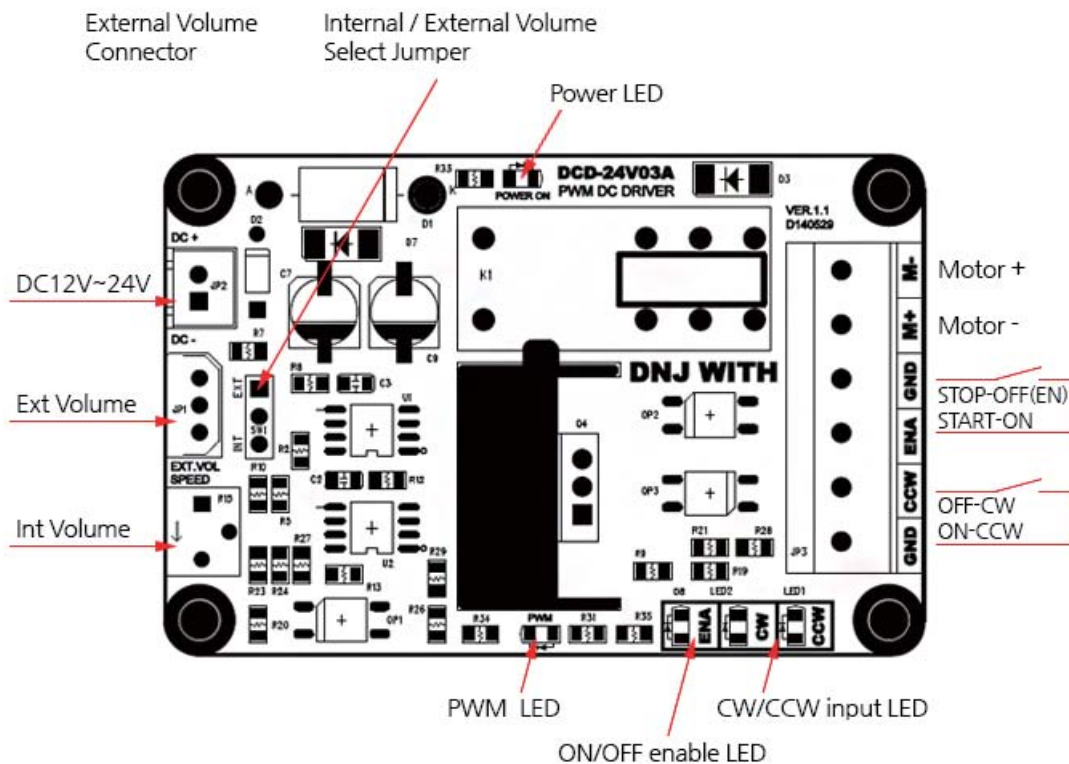 External Volume
Connector
Internal / External Volume
Select Jumper
Power LED
R33
POWER ON
DCD-24V03A
PWM DC DRIVER
D3
VER.1.1
D140529
A
K
D1
D2
DC +
D7
C7
K1
JP2
DC12V~24V
DC -
R7
C9
M-
Motor +
M+
Motor -
GND
STOP-OFF(EN)
START-ON
ENA
CCW
OFF-CW
ON-CCW
GND
DNJ WITH
R8
C3
EXT
SW1
INT
JP1
Ext Volume
U1
R2
Q4
OP2
EXT.VOL
SPEED
R10
C2
R12
R15
R5
OP3
Int Volume
U2
R27
R29
R21
R28
JP3
R23
R24
R13
R9
R19
R20
OP1
R26
R34
PWM
R31
R35
D8
LED2
LED1
ENA
CW
CCW
PWM LED
CW/CCW input LED
ON/OFF enable LED